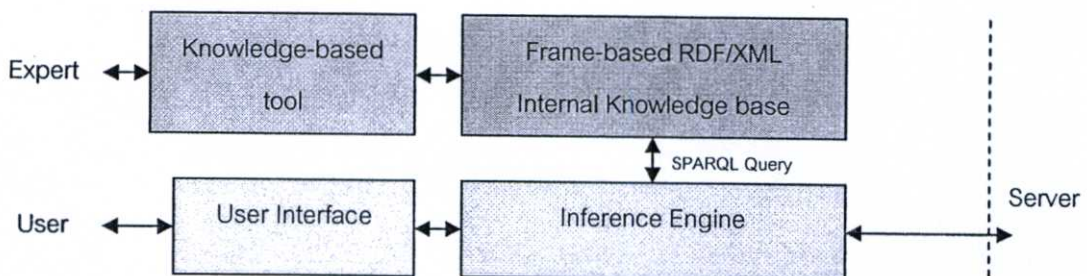 Expert
Knowledge-based
tool
Frame-based RDF/XML
Internal Knowledge base
SPARQL Query
User
User Interface
Inference Engine
Server